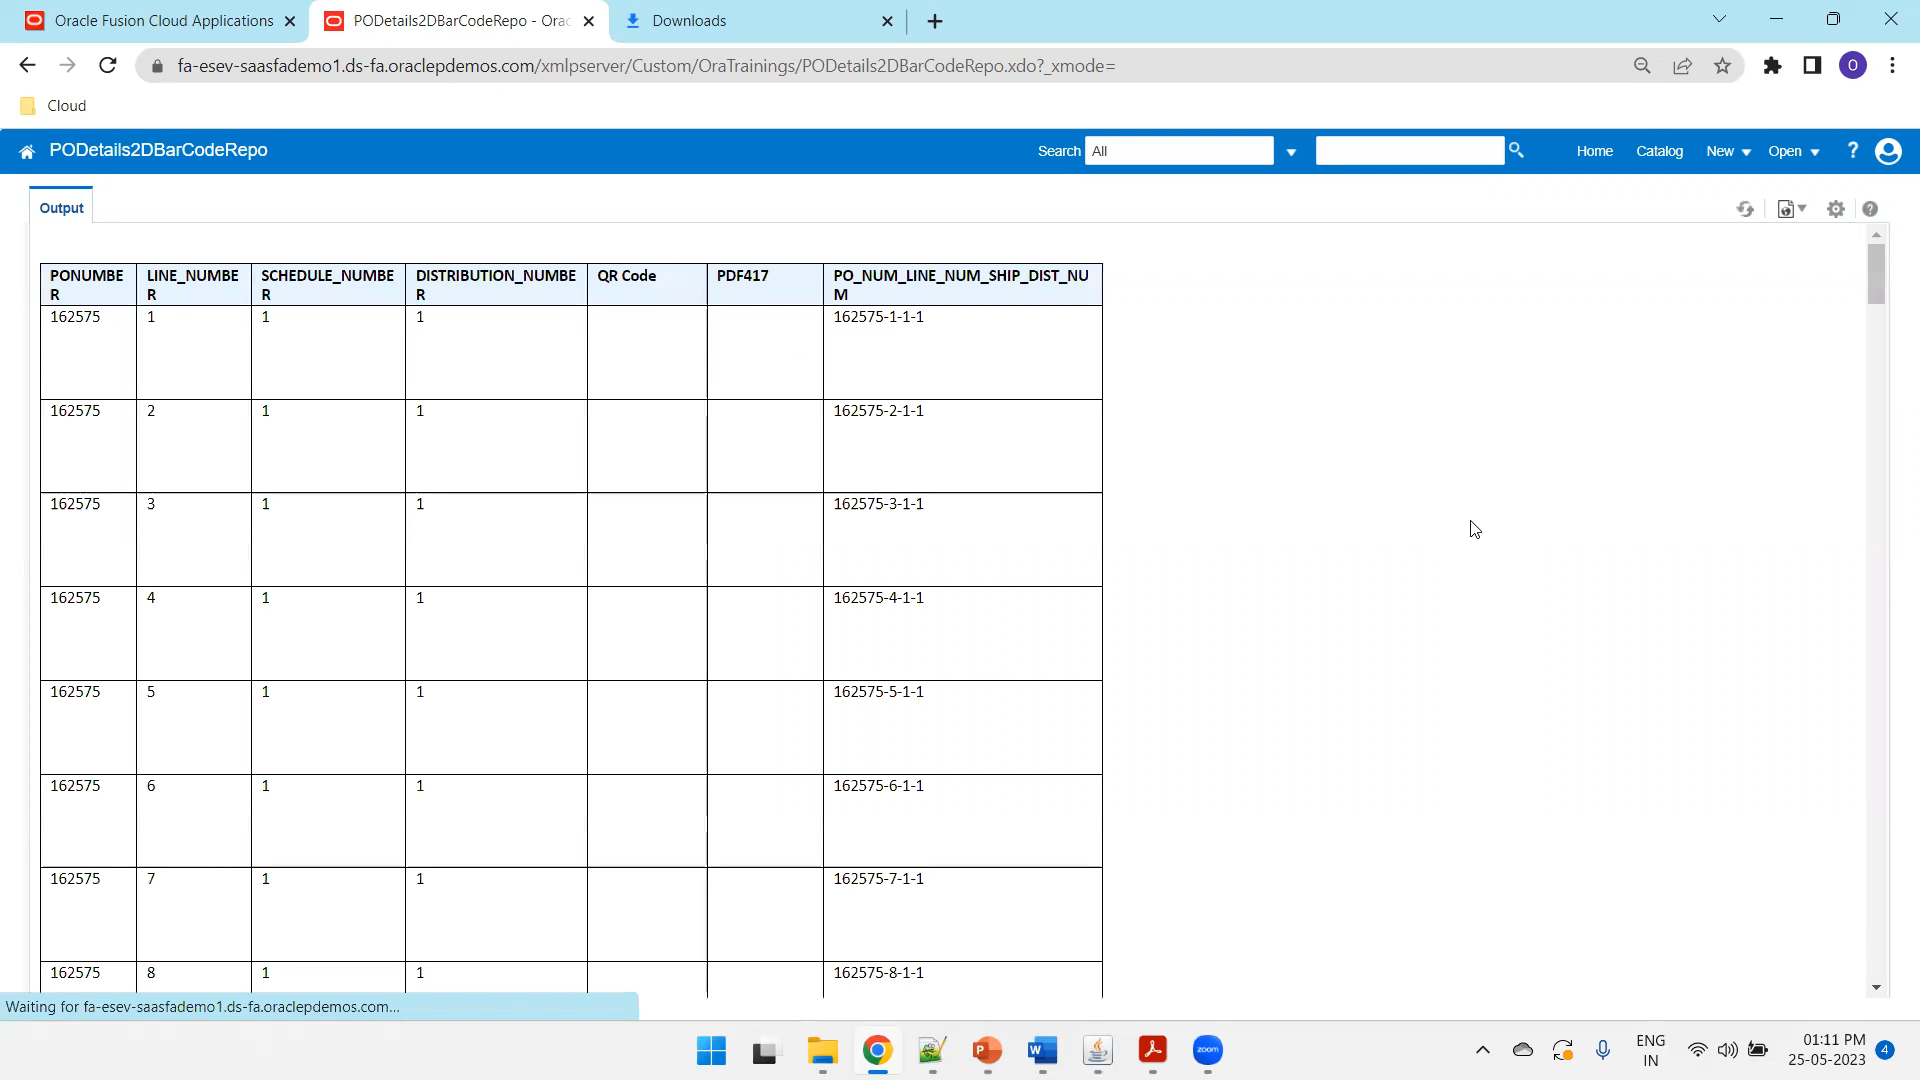 Oracle Fusion Cloud Applications
PODetails2DBarCodeRepo - Orac
Downloads
fa-esev-saasfademo1.ds-fa.oraclepdemos.com/xmlpserver/Custom/OraTrainings/PODetails2DBarCodeRepo.xdo?_xmode=
O
Cloud
PODetails2DBarCodeRepo
Search All
Home Catalog New Open ?
Output
PONUMBE
R
LINE_NUMBE
R
SCHEDULE_NUMBE
R
DISTRIBUTION_NUMBE
R
QR Code
PDF417
PO_NUM_LINE_NUM_SHIP_DIST_NU
M
162575 1 1 1 162575-1-1-1
162575 2 1 1 162575-2-1-1
162575 3 1 1 162575-3-1-1
162575 4 1 1 162575-4-1-1
162575 5 1 1 162575-5-1-1
162575 6 1 1 162575-6-1-1
162575 7 1 1 162575-7-1-1
162575 8 1 1 162575-8-1-1
Waiting for fa-esev-saasfademo1.ds-fa.oraclepdemos.com...
zoom
ENG
IN
01:11 PM
25-05-2023
4